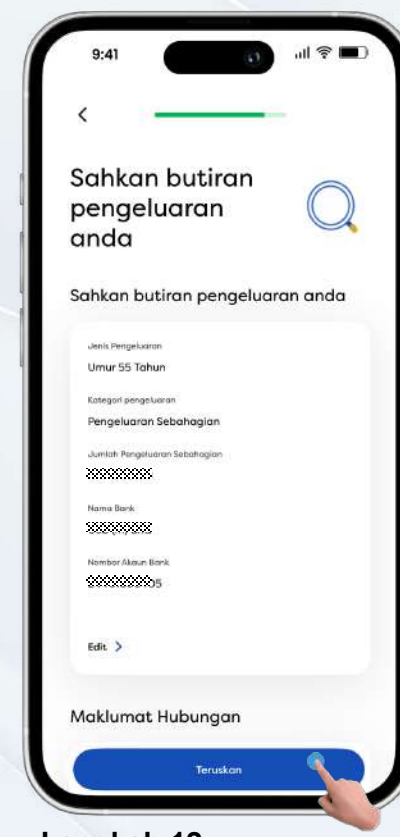 9:41
Sahkan butiran
pengeluaran
anda
Sahkan butiran pengeluaran anda
Jenis Pengeluaran
Umur 55 Tahun
Kategori pengeluaran
Pengeluaran Sebahagian
Jumlah Pengeluaran Sebahagian
Nama Bank
Nombor Akaun Bank
05
Edit
Maklumat Hubungan
Teruskan